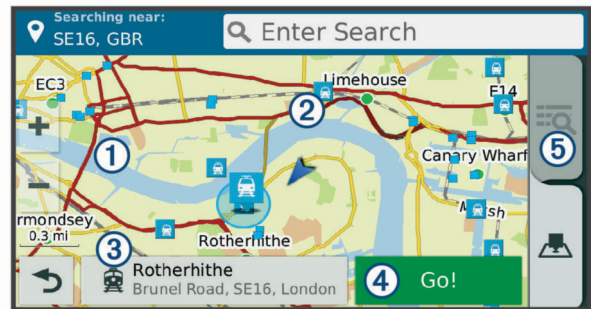 Searching near:
SE16, GBR
Enter Search
EC3
Limehouse
E14
2
1
5
Canary Wharf
rmondsey
0.3 mi
3
Rotherhithe
Rotherhithe
Brunel Road, SE16, London
4
Go!